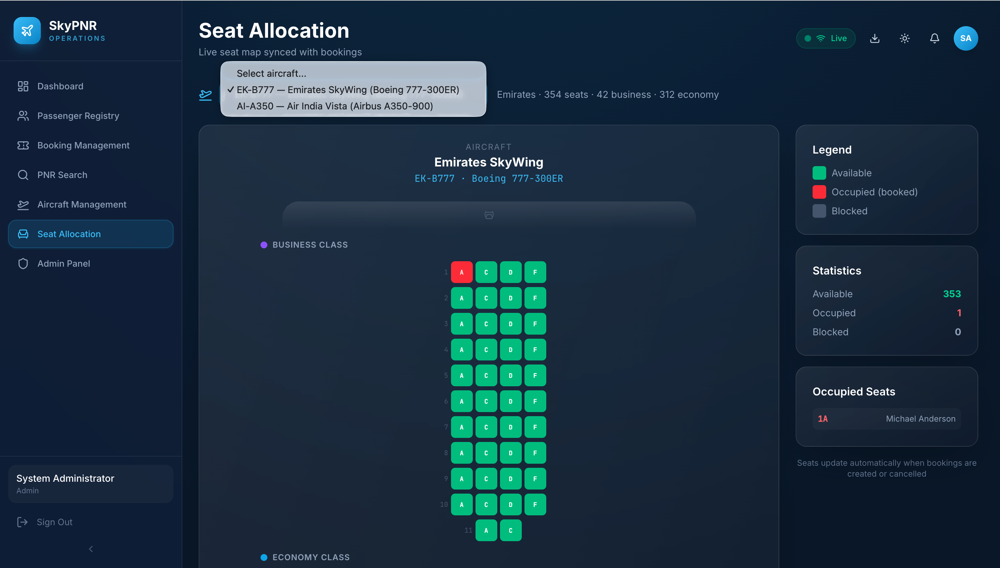 SkyPNR
OPERATIONS
Dashboard
Passenger Registry
Booking Management
PNR Search
Aircraft Management
Seat Allocation
Admin Panel
System Administrator
Admin
Sign Out
Seat Allocation
Live seat map synced with bookings
Live
SA
Select aircraft...
✓ EK-B777 — Emirates SkyWing (Boeing 777-300ER)
AI-A350 — Air India Vista (Airbus A350-900)
Emirates · 354 seats · 42 business · 312 economy
AIRCRAFT
Emirates SkyWing
EK-B777 · Boeing 777-300ER
BUSINESS CLASS
1 A C D F
2 A C D F
3 A C D F
4 A C D F
5 A C D F
6 A C D F
7 A C D F
8 A C D F
9 A C D F
10 A C D F
11 A C
ECONOMY CLASS
Legend
Available
Occupied (booked)
Blocked
Statistics
Available 353
Occupied 1
Blocked 0
Occupied Seats
1A Michael Anderson
Seats update automatically when bookings are
created or cancelled